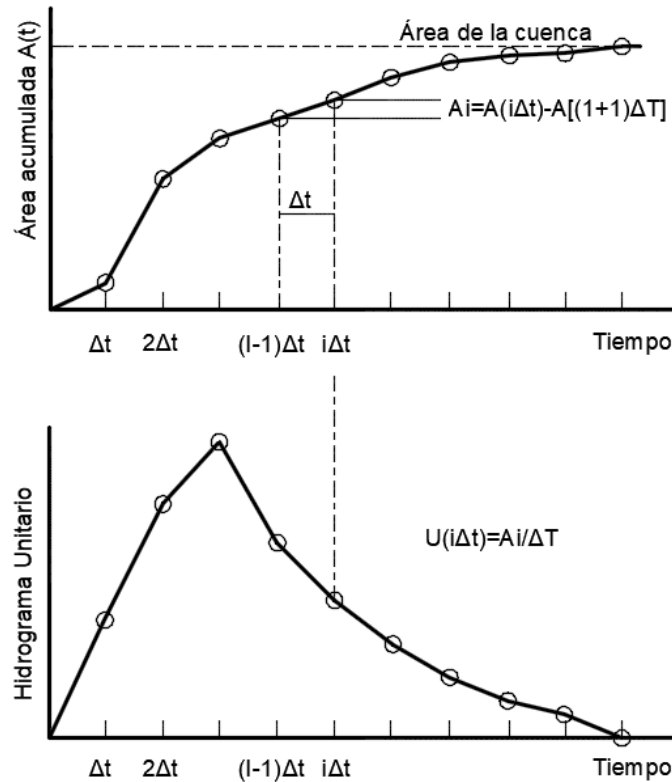 Área acumulada A(t)
Área de la cuenca
Ai=A(iΔt)-A[(1+1)ΔT]
Δt
Δt 2Δt (I-1)Δt iΔt Tiempo
Hidrograma Unitario
U(iΔt)=Ai/ΔT
Δt 2Δt (I-1)Δt iΔt Tiempo